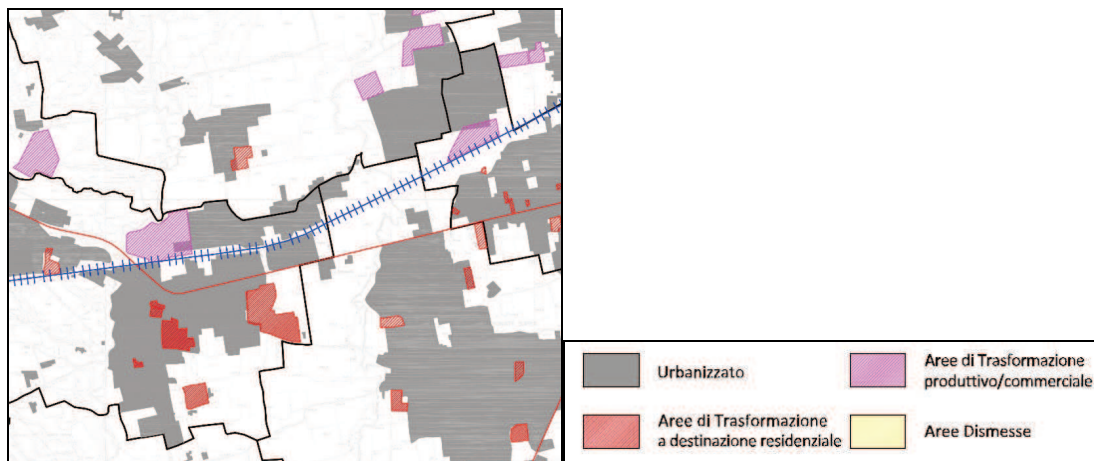 Urbanizzato
Aree di Trasformazione
produttivo/commerciale
Aree di Trasformazione
a destinazione residenziale
Aree Dismesse